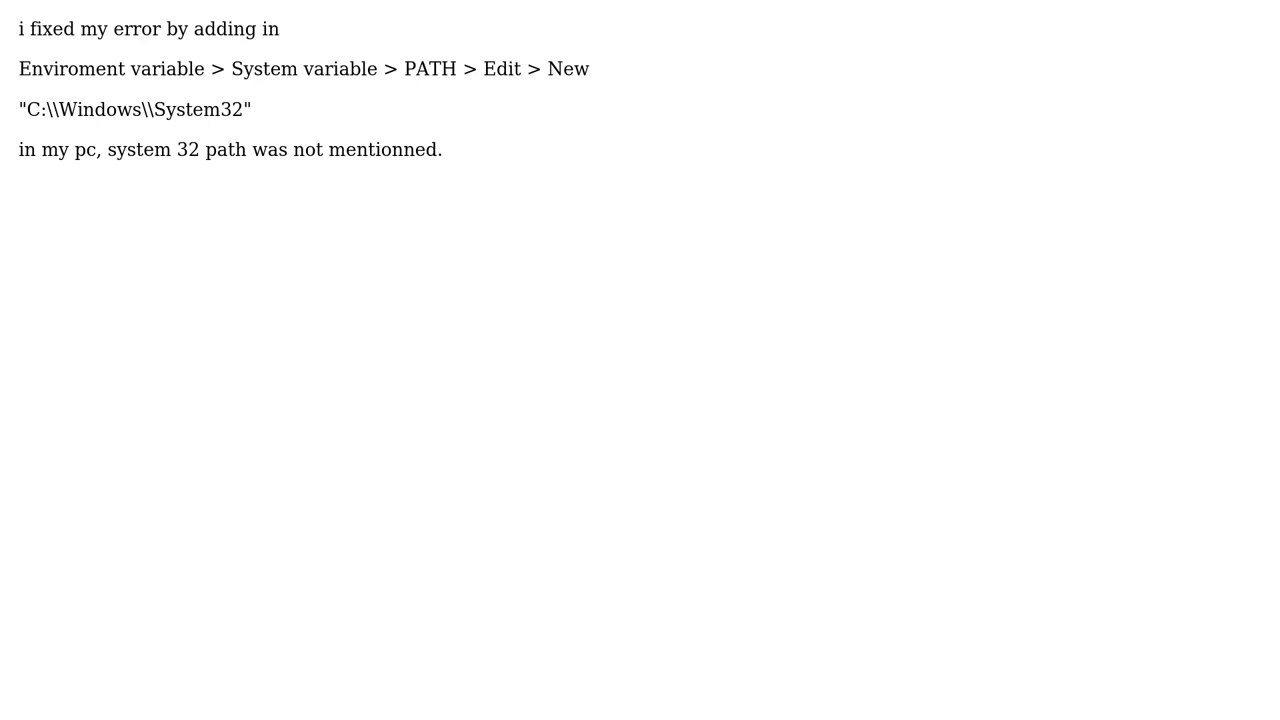 i fixed my error by adding in
Enviroment variable > System variable > PATH > Edit > New
"C:\\Windows\\System32"
in my pc, system 32 path was not mentionned.